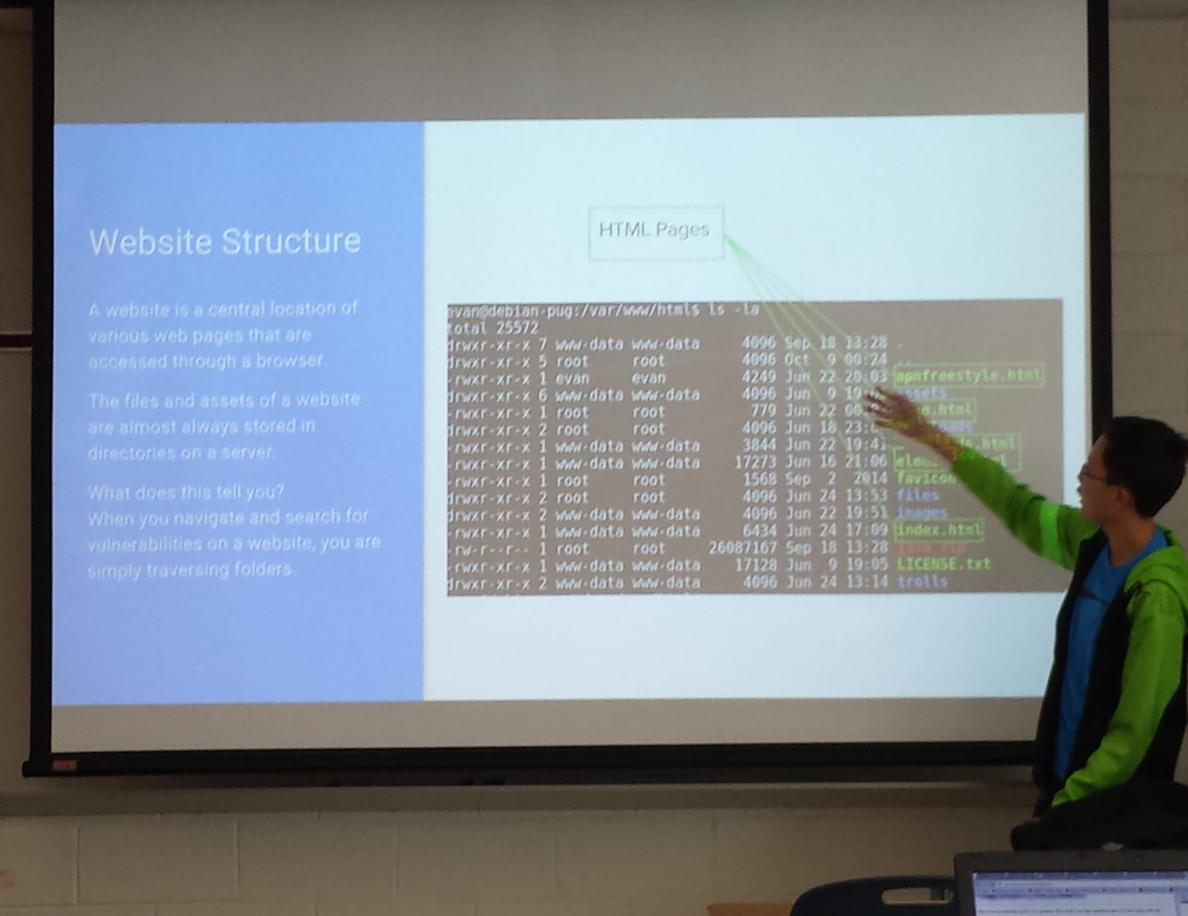 Website Structure
A website is a central location of
various web pages that are
accessed through a browser.
The files and assets of a website
are almost always stored in
directories on a server.
What does this tell you?
When you navigate and search for
vulnerabilities on a website, you are
simply traversing folders.
HTML Pages
evan@debian-pug:/var/www/html$ ls -la
total 25572
drwxr-xr-x 7 www-data www-data 4096 Sep 18 13:28 .
drwxr-xr-x 5 root root 4096 Oct 9 00:24 ..
-rwxr-xr-x 1 evan evan 4249 Jun 22 20:03 apnfreestyle.html
drwxr-xr-x 6 www-data www-data 4096 Jun 9 assets
-rwxr-xr-x 1 root root 779 Jun 22
drwxr-xr-x 2 root root 4096 Jun 18
-rwxr-xr-x 1 www-data www-data 3844 Jun 22
-rwxr-xr-x 1 www-data www-data 17273 Jun 16 21:06
-rwxr-xr-x 1 root root 1568 Sep 2 2014
drwxr-xr-x 2 root root 4096 Jun 24 13:53 files
drwxr-xr-x 2 www-data www-data 4096 Jun 22 19:51 images
-rwxr-xr-x 1 www-data www-data 6434 Jun 24 17:09 index.html
-rw-r--r-- 1 root root 26087167 Sep 18 13:28
-rwxr-xr-x 1 www-data www-data 17128 Jun 9 19:05 LICENSE.txt
drwxr-xr-x 2 www-data www-data 4096 Jun 24 13:14 trolls